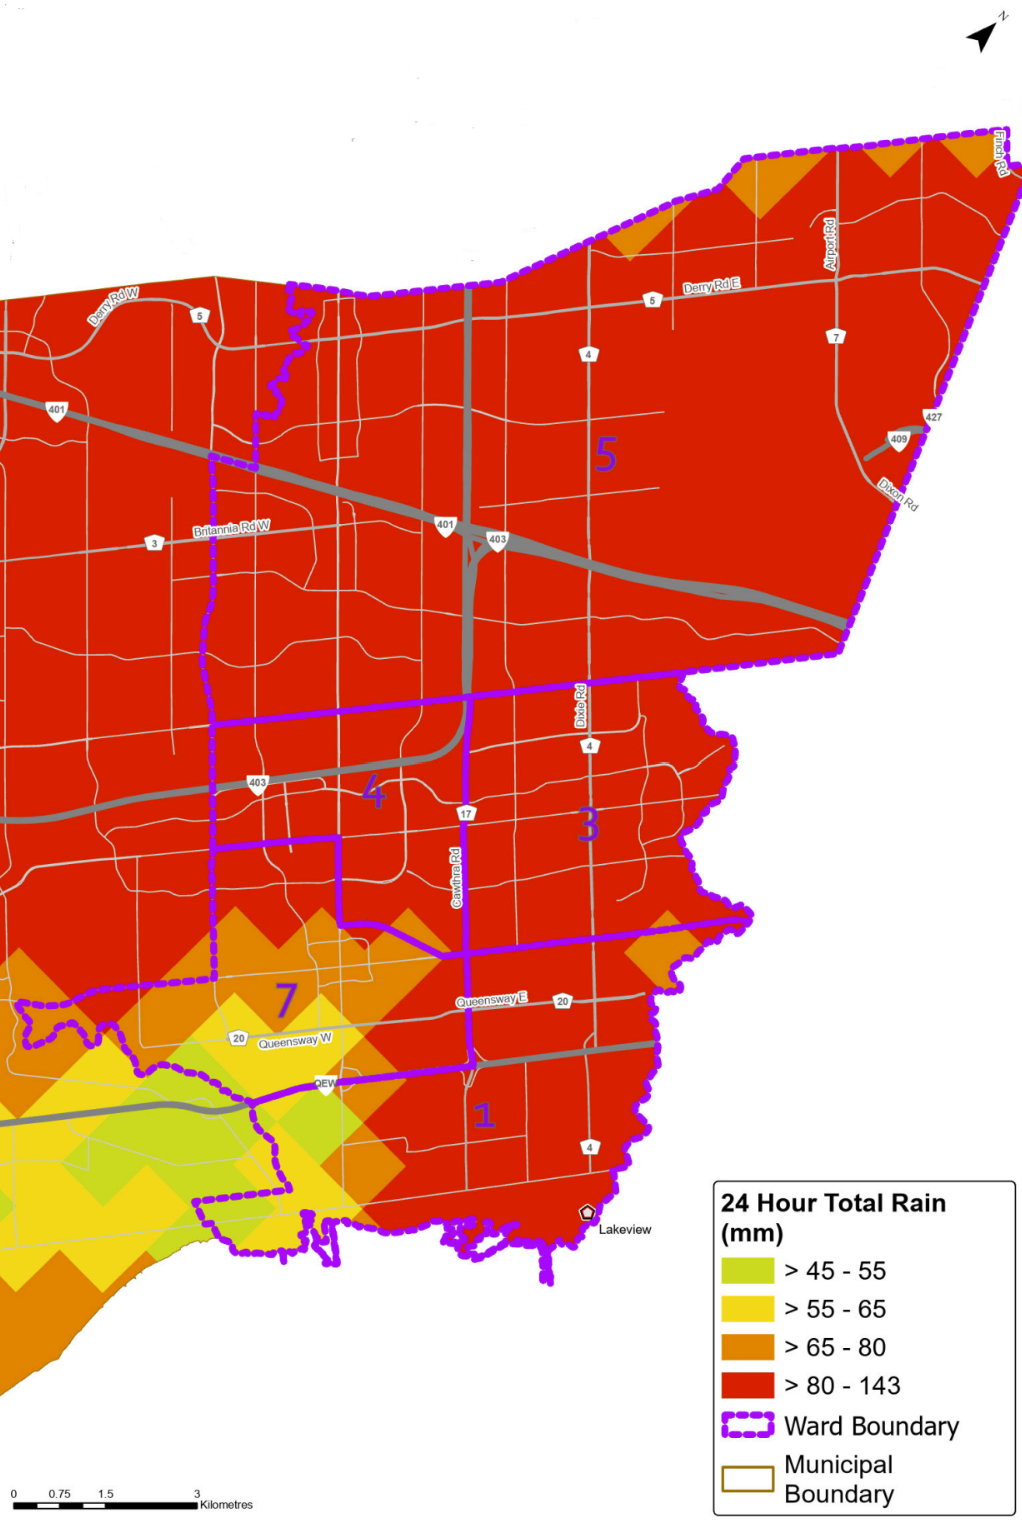 N
Finch Rd
Airport Rd
Derry Rd W
5
Derry Rd E
5
4
7
401
427
409
5
Dixon Rd
401
403
Britannia Rd W
3
Dixie Rd
4
403
4
17
3
Cawthra Rd
7
Queensway E
20
20
Queensway W
QEW
1
4
Lakeview
24 Hour Total Rain
(mm)
> 45 - 55
> 55 - 65
> 65 - 80
> 80 - 143
Ward Boundary
Municipal
Boundary
0 0.75 1.5 3
Kilometres